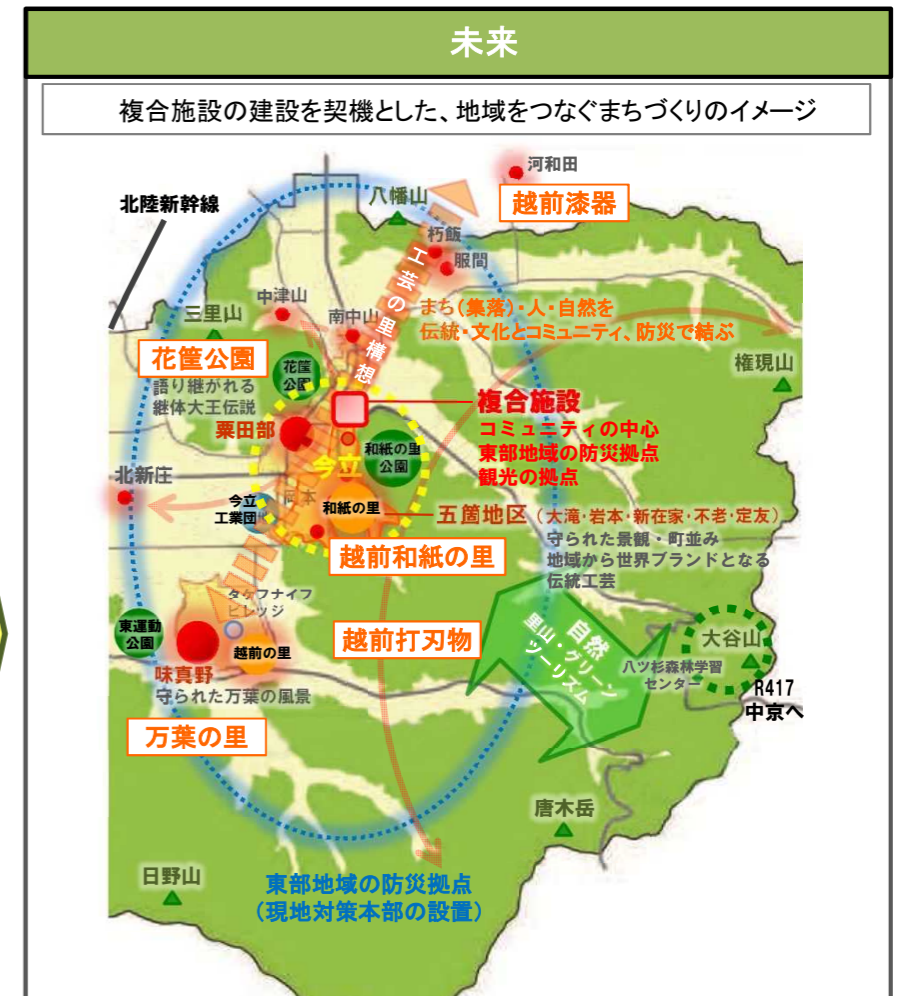 未来
複合施設の建設を契機とした、地域をつなぐまちづくりのイメージ
河和田
北陸新幹線
八幡山
越前漆器
朽飯
服間
工芸の里構想
中津山
まち(集落)・人・自然を
伝統・文化とコミュニティ、防災で結ぶ
三里山
南中山
花筐公園
花筐
公園
権現山
語り継がれる
継体大王伝説
複合施設
コミュニティの中心
東部地域の防災拠点
観光の拠点
粟田部
今立
和紙の里
公園
北新庄
今立
工業団
岡本
和紙の里
五箇地区(大滝・岩本・新在家・不老・定友)
守られた景観・町並み
地域から世界ブランドとなる
伝統工芸
越前和紙の里
タケフナイフ
ビレッジ
東運動
公園
越前打刃物
自然
里山・グリーン
ツーリズム
大谷山
越前の里
八ツ杉森林学習
センター
味真野
守られた万葉の風景
R417
中京へ
万葉の里
唐木岳
日野山
東部地域の防災拠点
(現地対策本部の設置)